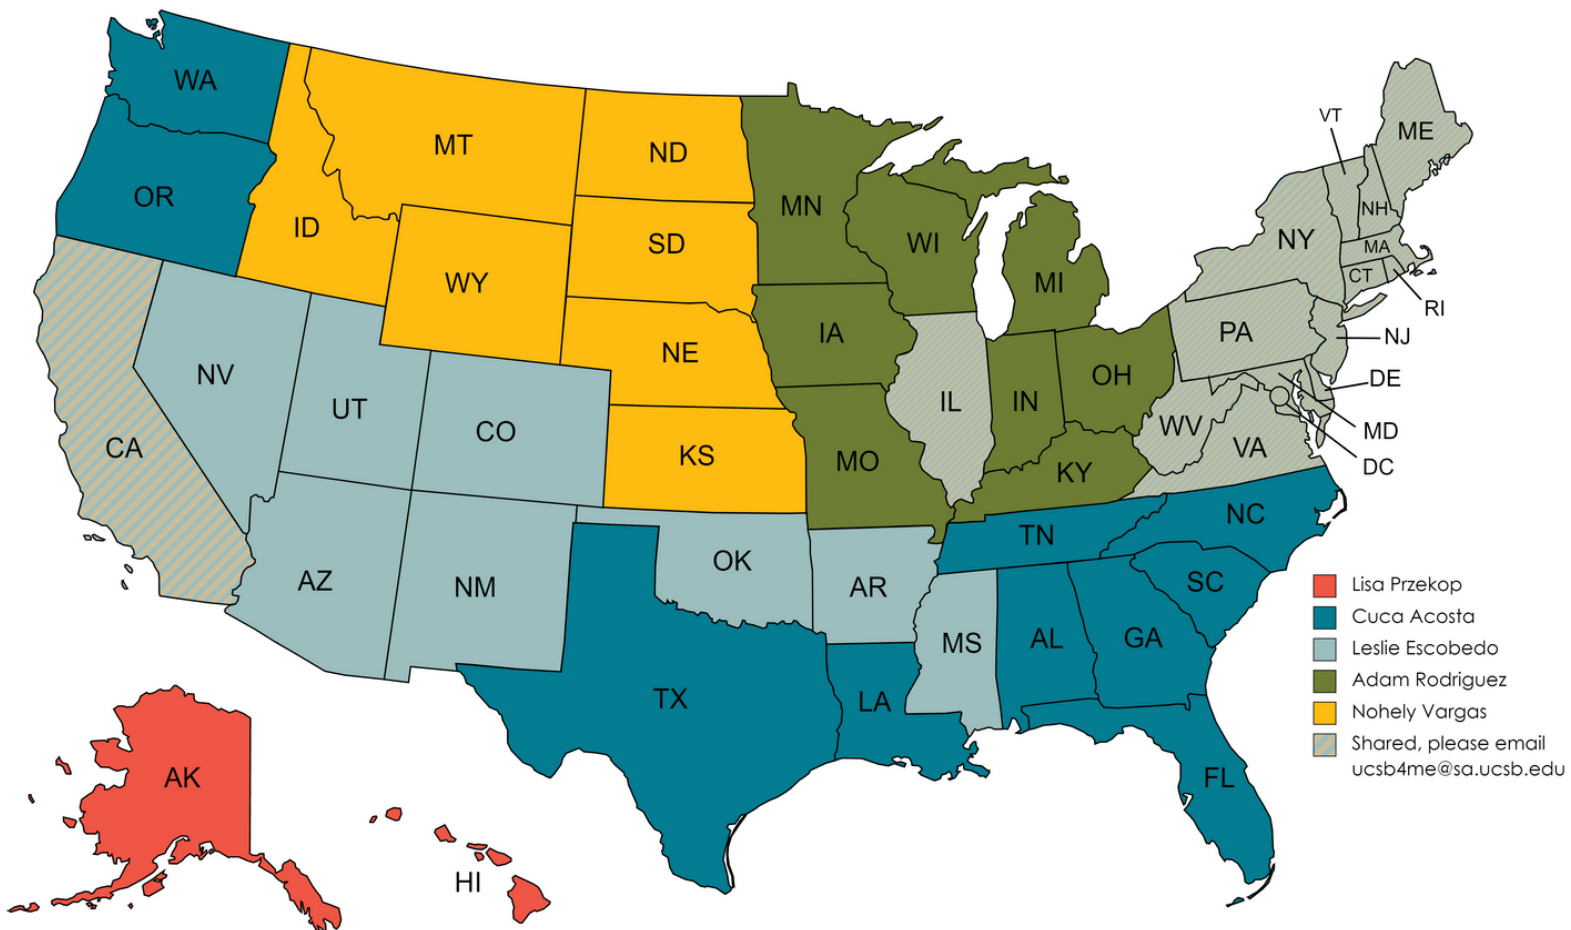 WA
OR
CA
NV
ID
MT
WY
UT
CO
AZ
NM
ND
SD
NE
KS
OK
TX
MN
IA
MO
AR
LA
WI
IL
MI
IN
OH
KY
TN
MS
AL
GA
FL
SC
NC
VA
WV
PA
NY
VT
NH
ME
MA
CT
RI
NJ
DE
MD
DC
AK
HI
Lisa Przekop
Cuca Acosta
Leslie Escobedo
Adam Rodriguez
Nohely Vargas
Shared, please email
ucsb4me@sa.ucsb.edu